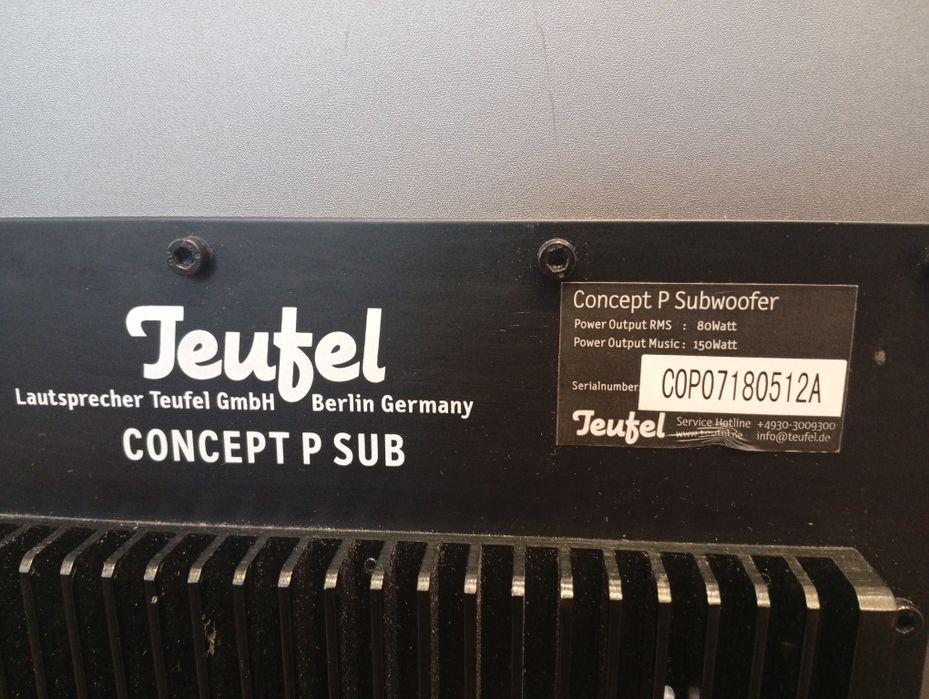 Teufel
Lautsprecher Teufel GmbH Berlin Germany
CONCEPT P SUB
Concept P Subwoofer
Power Output RMS : 80Watt
Power Output Music: 150Watt
Serialnumber: COP07180512A
Teufel
Service Hotline +4930-3009300
www.teufel.de info@teufel.de